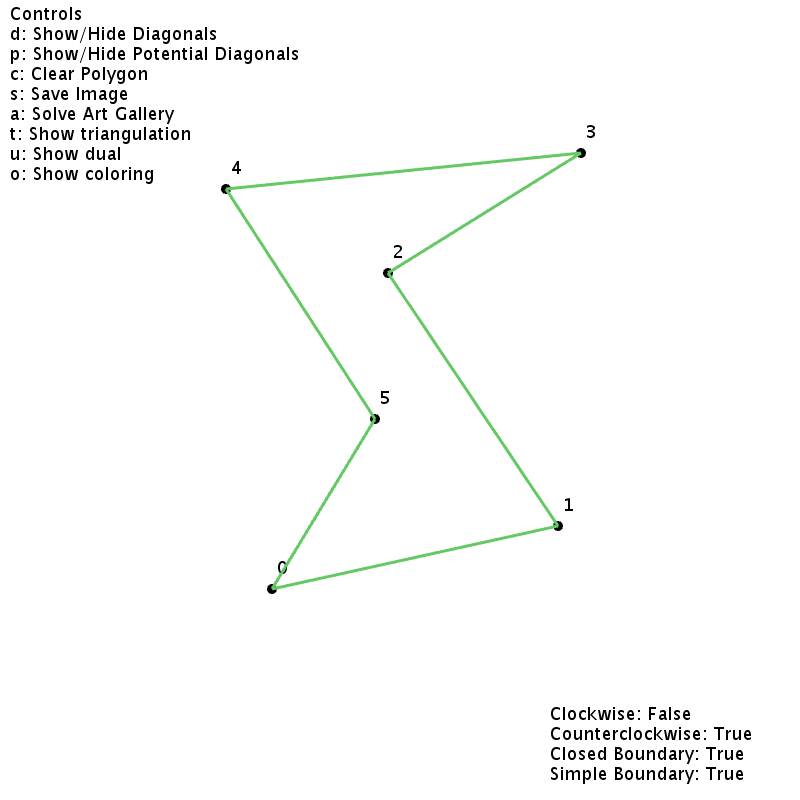 Controls
d: Show/Hide Diagonals
p: Show/Hide Potential Diagonals
c: Clear Polygon
s: Save Image
a: Solve Art Gallery
t: Show triangulation
u: Show dual
o: Show coloring
3
4
2
5
1
0
Clockwise: False
Counterclockwise: True
Closed Boundary: True
Simple Boundary: True